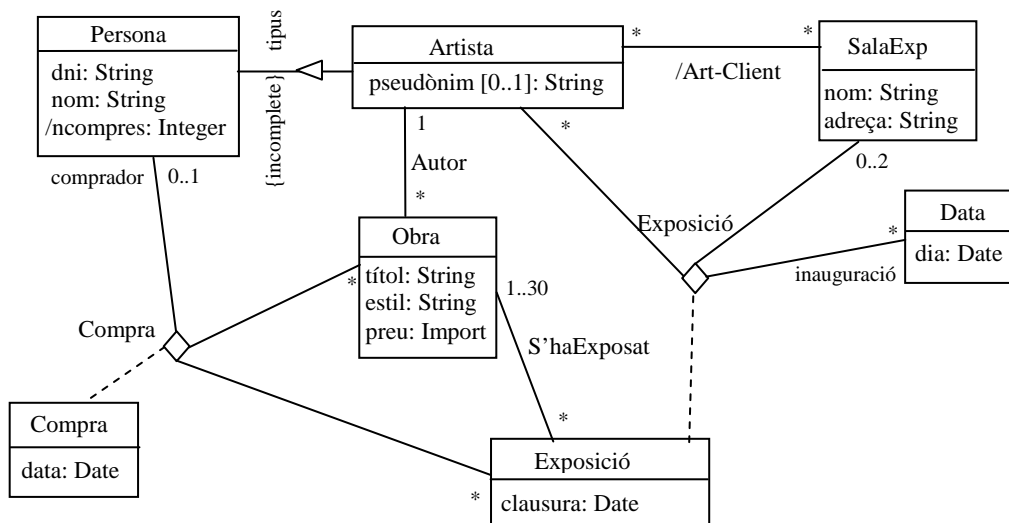 Persona
dni: String
nom: String
/ncompres: Integer
tipus
{incomplete}
Artista
pseudònim [0..1]: String
*
*
/Art-Client
SalaExp
nom: String
adreça: String
comprador
0..1
1
Autor
*
*
0..2
Exposició
Data
dia: Date
*
inauguració
Obra
títol: String
estil: String
preu: Import
*
1..30
S'haExposat
*
Compra
Compra
data: Date
*
Exposició
clausura: Date